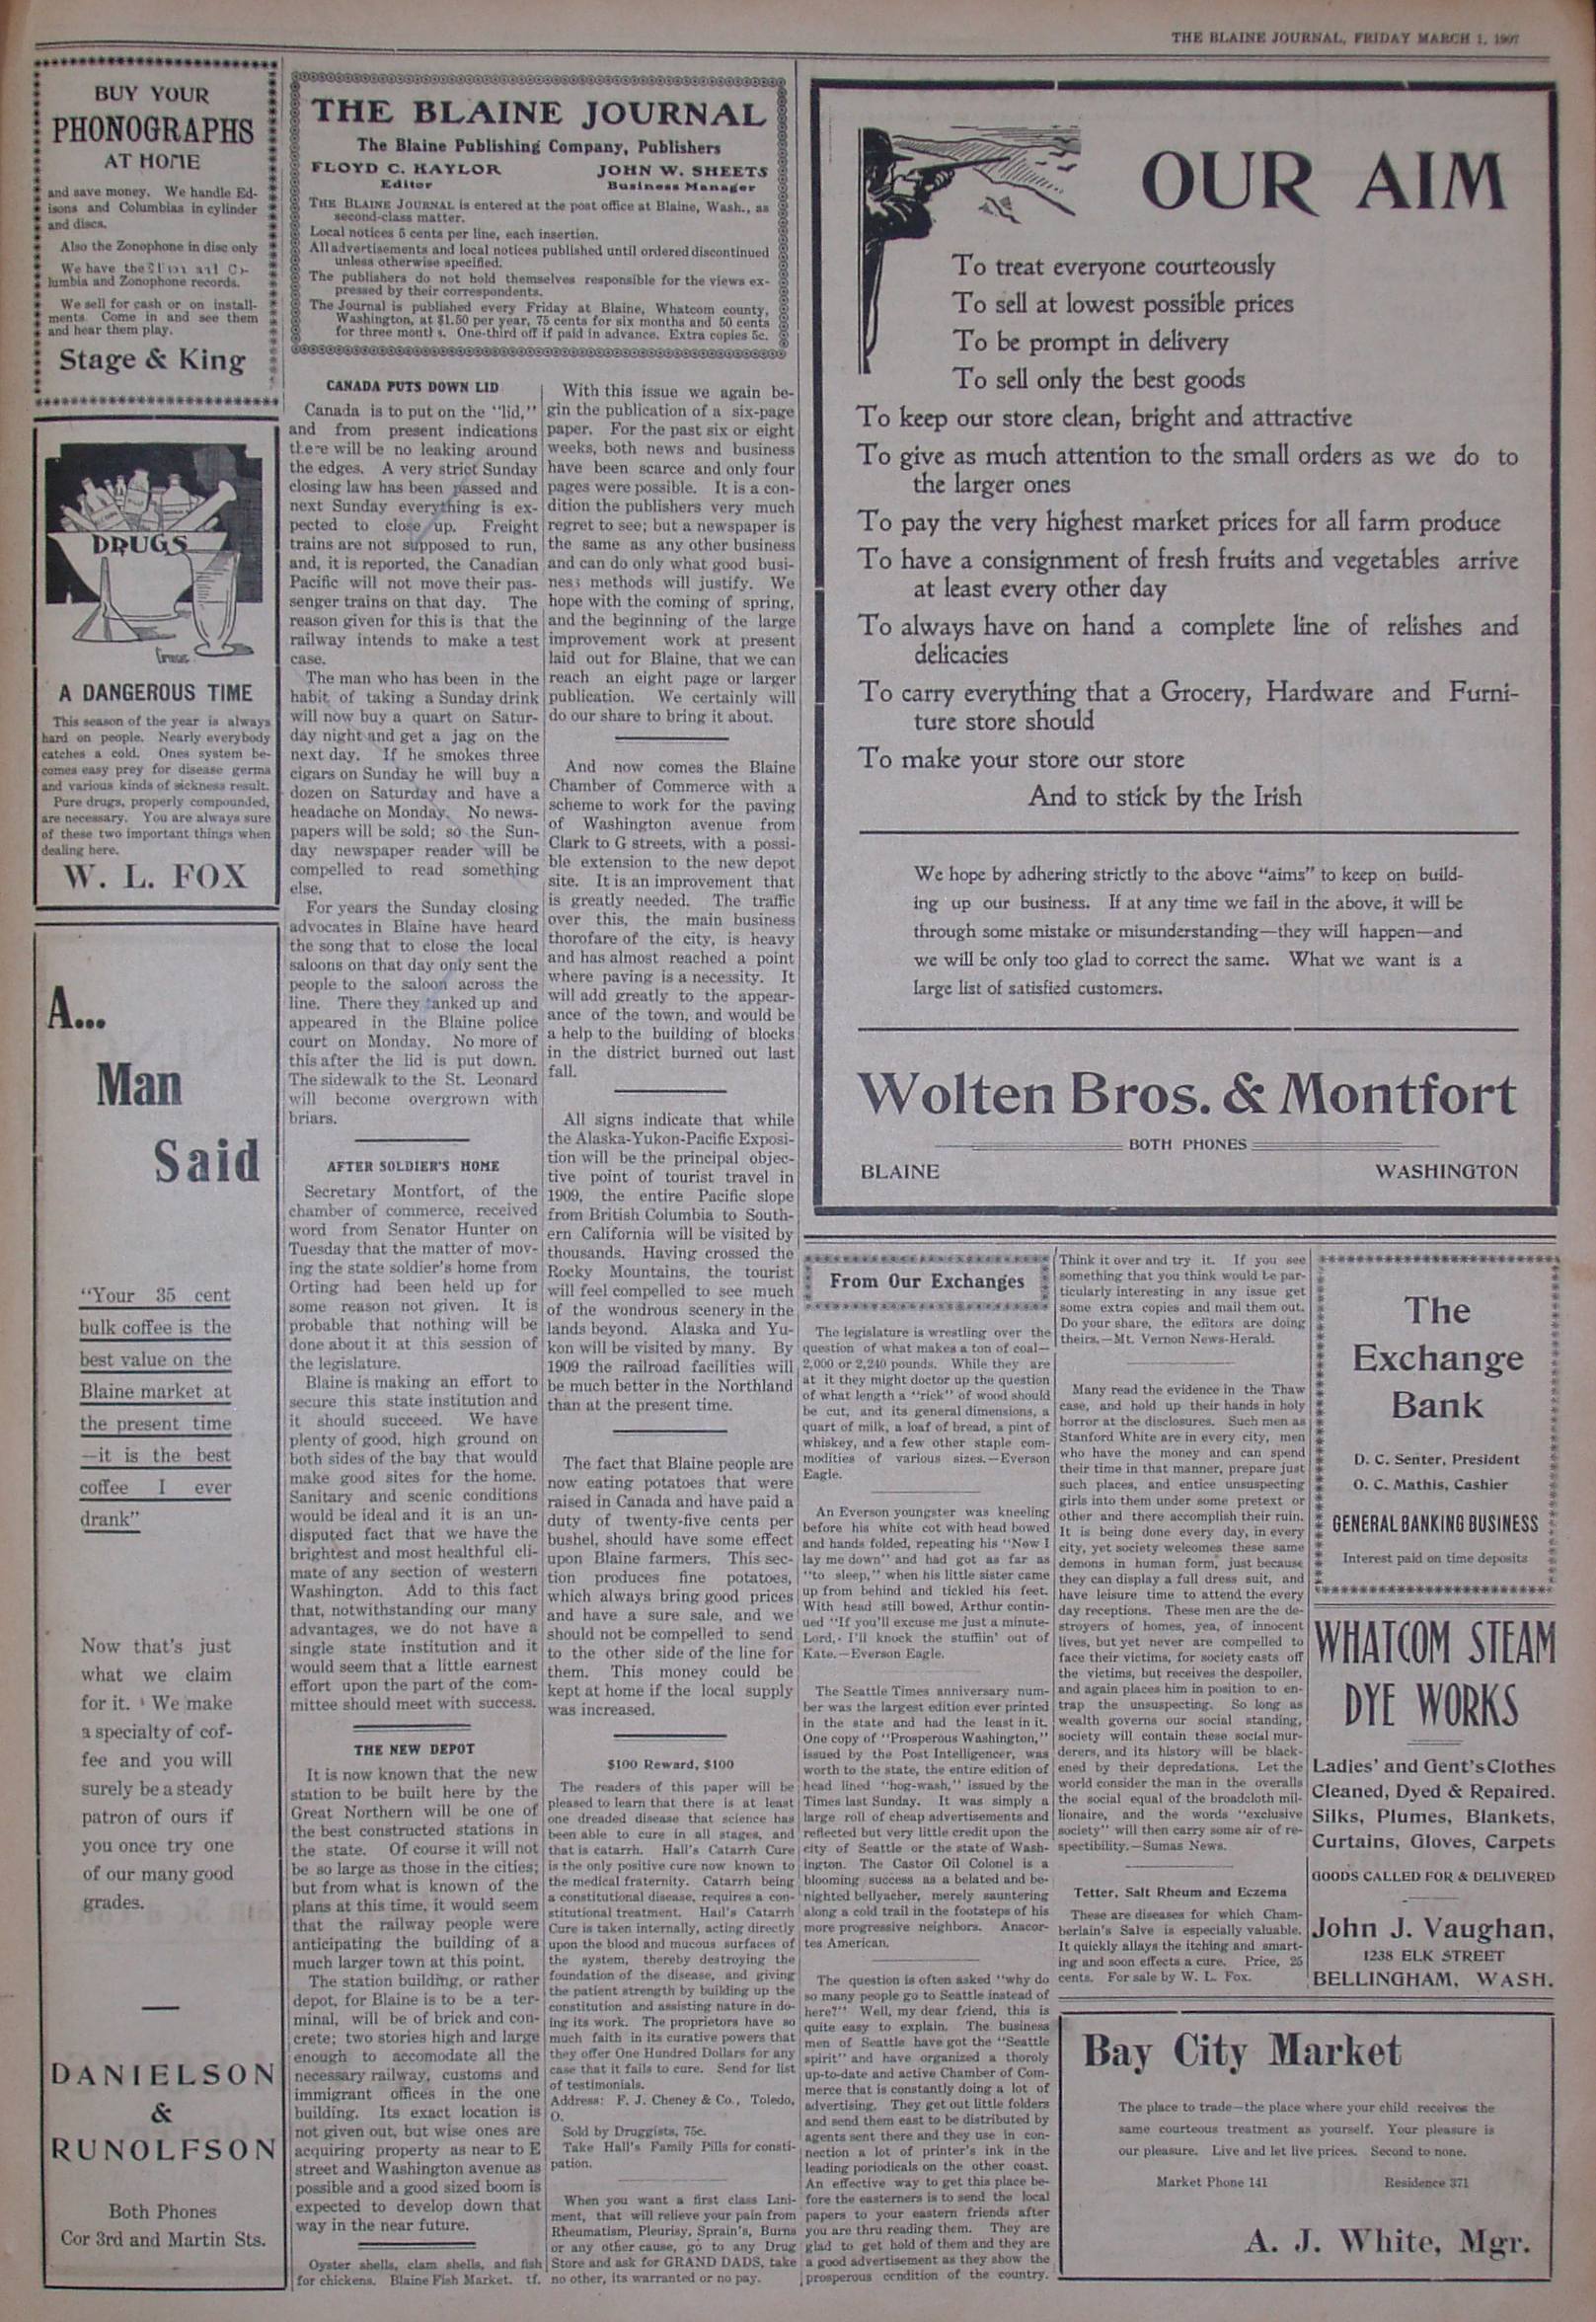 THE BLAINE JOURNAL, FRIDAY MARCH 1, 1907
BUY YOUR
PHONOGRAPHS
AT HOME
and save money. We handle Ed-
isons and Columbias in cylinder
and discs.
Also the Zonophone in disc only
We have the
lumbia and Zonophone records.
We sell for cash or on install-
ments. Come in and see them
and hear them play.
Stage & King
DRUGS
A DANGEROUS TIME
This season of the year is always
hard on people. Nearly everybody
catches a cold. Ones system be-
comes easy prey for disease germs
and various kinds of sickness result.
Pure drugs, properly compounded,
are necessary. You are always sure
of these two important things when
dealing here.
W. L. FOX
A...
Man
Said
"Your 35 cent
bulk coffee is the
best value on the
Blaine market at
the present time
—it is the best
coffee I ever
drank"
Now that's just
what we claim
for it. We make
a specialty of cof-
fee and you will
surely be a steady
patron of ours if
you once try one
of our many good
grades.
DANIELSON
&
RUNOLFSON
Both Phones
Cor 3rd and Martin Sts.
THE BLAINE JOURNAL
The Blaine Publishing Company, Publishers
FLOYD C. KAYLOR JOHN W. SHEETS
Editor Business Manager
THE BLAINE JOURNAL is entered at the post office at Blaine, Wash., as
second-class matter.
Local notices 5 cents per line, each insertion.
All advertisements and local notices published until ordered discontinued
unless otherwise specified.
The publishers do not hold themselves responsible for the views ex-
pressed by their correspondents.
The Journal is published every Friday at Blaine, Whatcom county,
Washington, at $1.50 per year, 75 cents for six months and 50 cents
for three months. One-third off if paid in advance. Extra copies 5c.
CANADA PUTS DOWN LID
Canada is to put on the "lid,"
and from present indications
there will be no leaking around
the edges. A very strict Sunday
closing law has been passed and
next Sunday everything is ex-
pected to close up. Freight
trains are not supposed to run,
and, it is reported, the Canadian
Pacific will not move their pas-
senger trains on that day. The
reason given for this is that the
railway intends to make a test
case.
The man who has been in the
habit of taking a Sunday drink
will now buy a quart on Satur-
day night and get a jag on the
next day. If he smokes three
cigars on Sunday he will buy a
dozen on Saturday and have a
headache on Monday. No news-
papers will be sold; so the Sun-
day newspaper reader will be
compelled to read something
else.
For years the Sunday closing
advocates in Blaine have heard
the song that to close the local
saloons on that day only sent the
people to the saloon across the
line. There they tanked up and
appeared in the Blaine police
court on Monday. No more of
this after the lid is put down.
The sidewalk to the St. Leonard
will become overgrown with
briars.
AFTER SOLDIER'S HOME
Secretary Montfort, of the
chamber of commerce, received
word from Senator Hunter on
Tuesday that the matter of mov-
ing the state soldier's home from
Orting had been held up for
some reason not given. It is
probable that nothing will be
done about it at this session of
the legislature.
Blaine is making an effort to
secure this state institution and
it should succeed. We have
plenty of good, high ground on
both sides of the bay that would
make good sites for the home.
Sanitary and scenic conditions
would be ideal and it is an un-
disputed fact that we have the
brightest and most healthful cli-
mate of any section of western
Washington. Add to this fact
that, notwithstanding our many
advantages, we do not have a
single state institution and it
would seem that a little earnest
effort upon the part of the com-
mittee should meet with success.
THE NEW DEPOT
It is now known that the new
station to be built here by the
Great Northern will be one of
the best constructed stations in
the state. Of course it will not
be so large as those in the cities;
but from what is known of the
plans at this time, it would seem
that the railway people were
anticipating the building of a
much larger town at this point.
The station building, or rather
depot, for Blaine is to be a ter-
minal, will be of brick and con-
crete; two stories high and large
enough to accomodate all the
necessary railway, customs and
immigrant offices in the one
building. Its exact location is
not given out, but wise ones are
acquiring property as near to E
street and Washington avenue as
possible and a good sized boom is
expected to develop down that
way in the near future.
Oyster shells, clam shells, and fish
for chickens. Blaine Fish Market. tf.
With this issue we again be-
gin the publication of a six-page
paper. For the past six or eight
weeks, both news and business
have been scarce and only four
pages were possible. It is a con-
dition the publishers very much
regret to see; but a newspaper is
the same as any other business
and can do only what good busi-
ness methods will justify. We
hope with the coming of spring,
and the beginning of the large
improvement work at present
laid out for Blaine, that we can
reach an eight page or larger
publication. We certainly will
do our share to bring it about.
And now comes the Blaine
Chamber of Commerce with a
scheme to work for the paving
of Washington avenue from
Clark to G streets, with a possi-
ble extension to the new depot
site. It is an improvement that
is greatly needed. The traffic
over this, the main business
thorofare of the city, is heavy
and has almost reached a point
where paving is a necessity. It
will add greatly to the appear-
ance of the town, and would be
a help to the building of blocks
in the district burned out last
fall.
All signs indicate that while
the Alaska-Yukon-Pacific Exposi-
tion will be the principal objec-
tive point of tourist travel in
1909, the entire Pacific slope
from British Columbia to South-
ern California will be visited by
thousands. Having crossed the
Rocky Mountains, the tourist
will feel compelled to see much
of the wondrous scenery in the
lands beyond. Alaska and Yu-
kon will be visited by many. By
1909 the railroad facilities will
be much better in the Northland
than at the present time.
The fact that Blaine people are
now eating potatoes that were
raised in Canada and have paid a
duty of twenty-five cents per
bushel, should have some effect
upon Blaine farmers. This sec-
tion produces fine potatoes,
which always bring good prices
and have a sure sale, and we
should not be compelled to send
to the other side of the line for
them. This money could be
kept at home if the local supply
was increased.
$100 Reward, $100
The readers of this paper will be
pleased to learn that there is at least
one dreaded disease that science has
been able to cure in all stages, and
that is catarrh. Hall's Catarrh Cure
is the only positive cure now known to
the medical fraternity. Catarrh being
a constitutional disease, requires a con-
stitutional treatment. Hall's Catarrh
Cure is taken internally, acting directly
upon the blood and mucous surfaces of
the system, thereby destroying the
foundation of the disease, and giving
the patient strength by building up the
constitution and assisting nature in do-
ing its work. The proprietors have so
much faith in its curative powers that
they offer One Hundred Dollars for any
case that it fails to cure. Send for list
of testimonials.
Address: F. J. Cheney & Co., Toledo,
O.
Sold by Druggists, 75c.
Take Hall's Family Pills for consti-
pation.
When you want a first class Lini-
ment, that will relieve your pain from
Rheumatism, Pleurisy, Sprain's, Burns
or any other cause, go to any Drug
Store and ask for GRAND DADS, take
no other, its warranted or no pay.
OUR AIM
To treat everyone courteously
To sell at lowest possible prices
To be prompt in delivery
To sell only the best goods
To keep our store clean, bright and attractive
To give as much attention to the small orders as we do to
the larger ones
To pay the very highest market prices for all farm produce
To have a consignment of fresh fruits and vegetables arrive
at least every other day
To always have on hand a complete line of relishes and
delicacies
To carry everything that a Grocery, Hardware and Furni-
ture store should
To make your store our store
And to stick by the Irish
We hope by adhering strictly to the above "aims" to keep on build-
ing up our business. If at any time we fail in the above, it will be
through some mistake or misunderstanding—they will happen—and
we will be only too glad to correct the same. What we want is a
large list of satisfied customers.
Wolten Bros. & Montfort
BOTH PHONES
BLAINE WASHINGTON
From Our Exchanges
The legislature is wrestling over the
question of what makes a ton of coal—
2,000 or 2,240 pounds. While they are
at it they might doctor up the question
of what length a "rick" of wood should
be cut, and its general dimensions, a
quart of milk, a loaf of bread, a pint of
whiskey, and a few other staple com-
modities of various sizes.—Everson
Eagle.
An Everson youngster was kneeling
before his white cot with head bowed
and hands folded, repeating his "Now I
lay me down" and had got as far as
"to sleep," when his little sister came
up from behind and tickled his feet.
With head still bowed, Arthur contin-
ued "If you'll excuse me just a minute-
Lord, I'll knock the stuffiin' out of
Kate.—Everson Eagle.
The Seattle Times anniversary num-
ber was the largest edition ever printed
in the state and had the least in it.
One copy of "Prosperous Washington,"
issued by the Post Intelligencer, was
worth to the state, the entire edition of
head lined "hog-wash," issued by the
Times last Sunday. It was simply a
large roll of cheap advertisements and
reflected but very little credit upon the
city of Seattle or the state of Wash-
ington. The Castor Oil Colonel is a
blooming success as a belated and be-
nighted bellyacher, merely sauntering
along a cold trail in the footsteps of his
more progressive neighbors. Anacor-
tes American.
The question is often asked "why do
so many people go to Seattle instead of
here?" Well, my dear friend, this is
quite easy to explain. The business
men of Seattle have got the "Seattle
spirit" and have organized a thoroly
up-to-date and active Chamber of Com-
merce that is constantly doing a lot of
advertising. They get out little folders
and send them east to be distributed by
agents sent there and they use in con-
nection a lot of printer's ink in the
leading poriodicals on the other coast.
An effective way to get this place be-
fore the easterners is to send the local
papers to your eastern friends after
you are thru reading them. They are
glad to get hold of them and they are
a good advertisement as they show the
prosperous condition of the country.
Think it over and try it. If you see
something that you think would be par-
ticularly interesting in any issue get
some extra copies and mail them out.
Do your share, the editors are doing
theirs.—Mt. Vernon News-Herald.
Many read the evidence in the Thaw
case, and hold up their hands in holy
horror at the disclosures. Such men as
Stanford White are in every city, men
who have the money and can spend
their time in that manner, prepare just
such places, and entice unsuspecting
girls into them under some pretext or
other and there accomplish their ruin.
It is being done every day, in every
city, yet society welcomes these same
demons in human form, just because
they can display a full dress suit, and
have leisure time to attend the every
day receptions. These men are the de-
stroyers of homes, yea, of innocent
lives, but yet never are compelled to
face their victims, for society casts off
the victims, but receives the despoiler,
and again places him in position to en-
trap the unsuspecting. So long as
wealth governs our social standing,
society will contain these social mur-
derers, and its history will be black-
ened by their depredations. Let the
world consider the man in the overalls
the social equal of the broadcloth mil-
lionaire, and the words "exclusive
society" will then carry some air of re-
spectibility.—Sumas News.
Tetter, Salt Rheum and Eczema
These are diseases for which Cham-
berlain's Salve is especially valuable.
It quickly allays the itching and smart-
ing and soon effects a cure. Price, 25
cents. For sale by W. L. Fox.
The
Exchange
Bank
D. C. Senter, President
O. C. Mathis, Cashier
GENERAL BANKING BUSINESS
Interest paid on time deposits
WHATCOM STEAM
DYE WORKS
Ladies' and Gent's Clothes
Cleaned, Dyed & Repaired.
Silks, Plumes, Blankets,
Curtains, Gloves, Carpets
GOODS CALLED FOR & DELIVERED
John J. Vaughan,
1238 ELK STREET
BELLINGHAM, WASH.
Bay City Market
The place to trade—the place where your child receives the
same courteous treatment as yourself. Your pleasure is
our pleasure. Live and let live prices. Second to none.
Market Phone 141 Residence 371
A. J. White, Mgr.